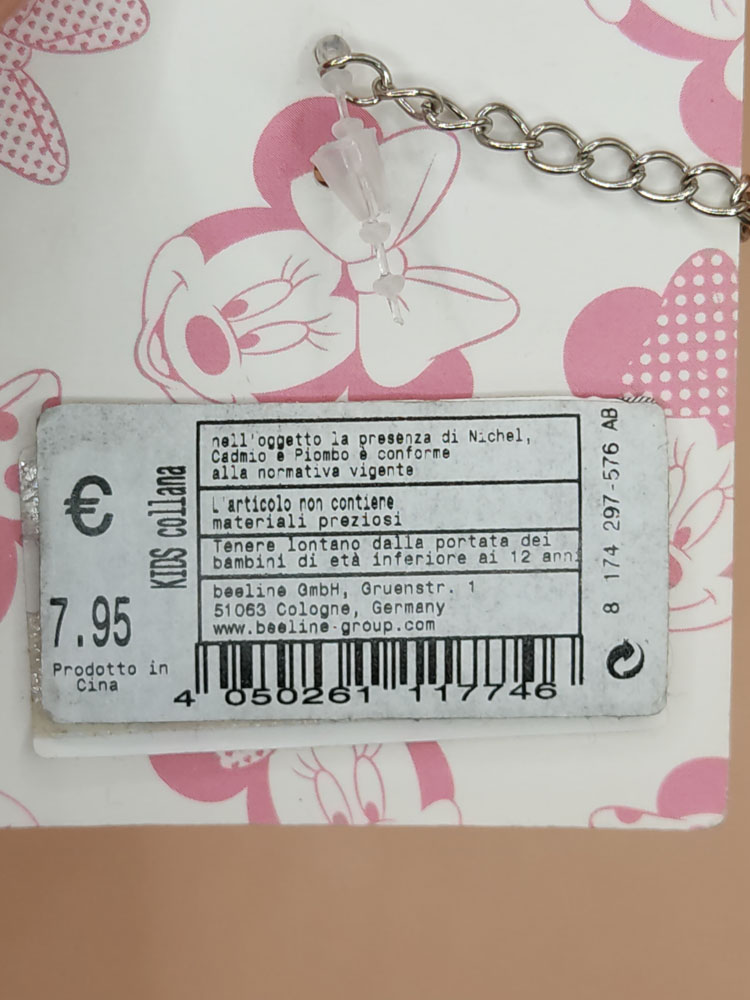 €
7.95
Prodotto in
Cina
KIDS collana
nell'oggetto la presenza di Nichel,
Cadmio e Piombo è conforme
alla normativa vigente
L'articolo non contiene
materiali preziosi
Tenere lontano dalla portata dei
bambini di età inferiore ai 12 anni
beeline GmbH, Gruenstr. 1
51063 Cologne, Germany
www.beeline-group.com
4 050261 117746
8 174 297-576 AB